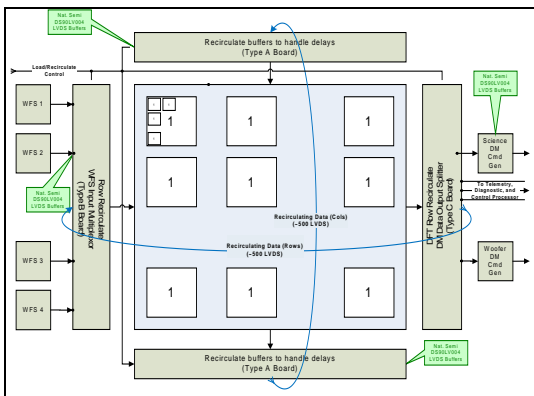 Nat. Semi
DS90LV004
LVDS Buffers
Recirculate buffers to handle delays
(Type A Board)
Load/Recirculate
Control
Nat. Semi
DS90LV004
LVDS Buffers
WFS 1
WFS 2
WFS 3
WFS 4
Nat. Semi
DS90LV004
LVDS Buffers
Row Recirculate
WFS Input Multiplexor
(Type B Board)
1
1
1
1
1
1
1
1
1
Recirculating Data (Cols)
(~500 LVDS)
Recirculating Data (Rows)
(~500 LVDS)
DFT Row Recirculate
DM Data Output Splitter
(Type C Board)
Science
DM
Cmd
Gen
To Telemetry,
Diagnostic, and
Control Processor
Woofer
DM
Cmd
Gen
Recirculate buffers to handle delays
(Type A Board)
Nat. Semi
DS90LV004
LVDS Buffers